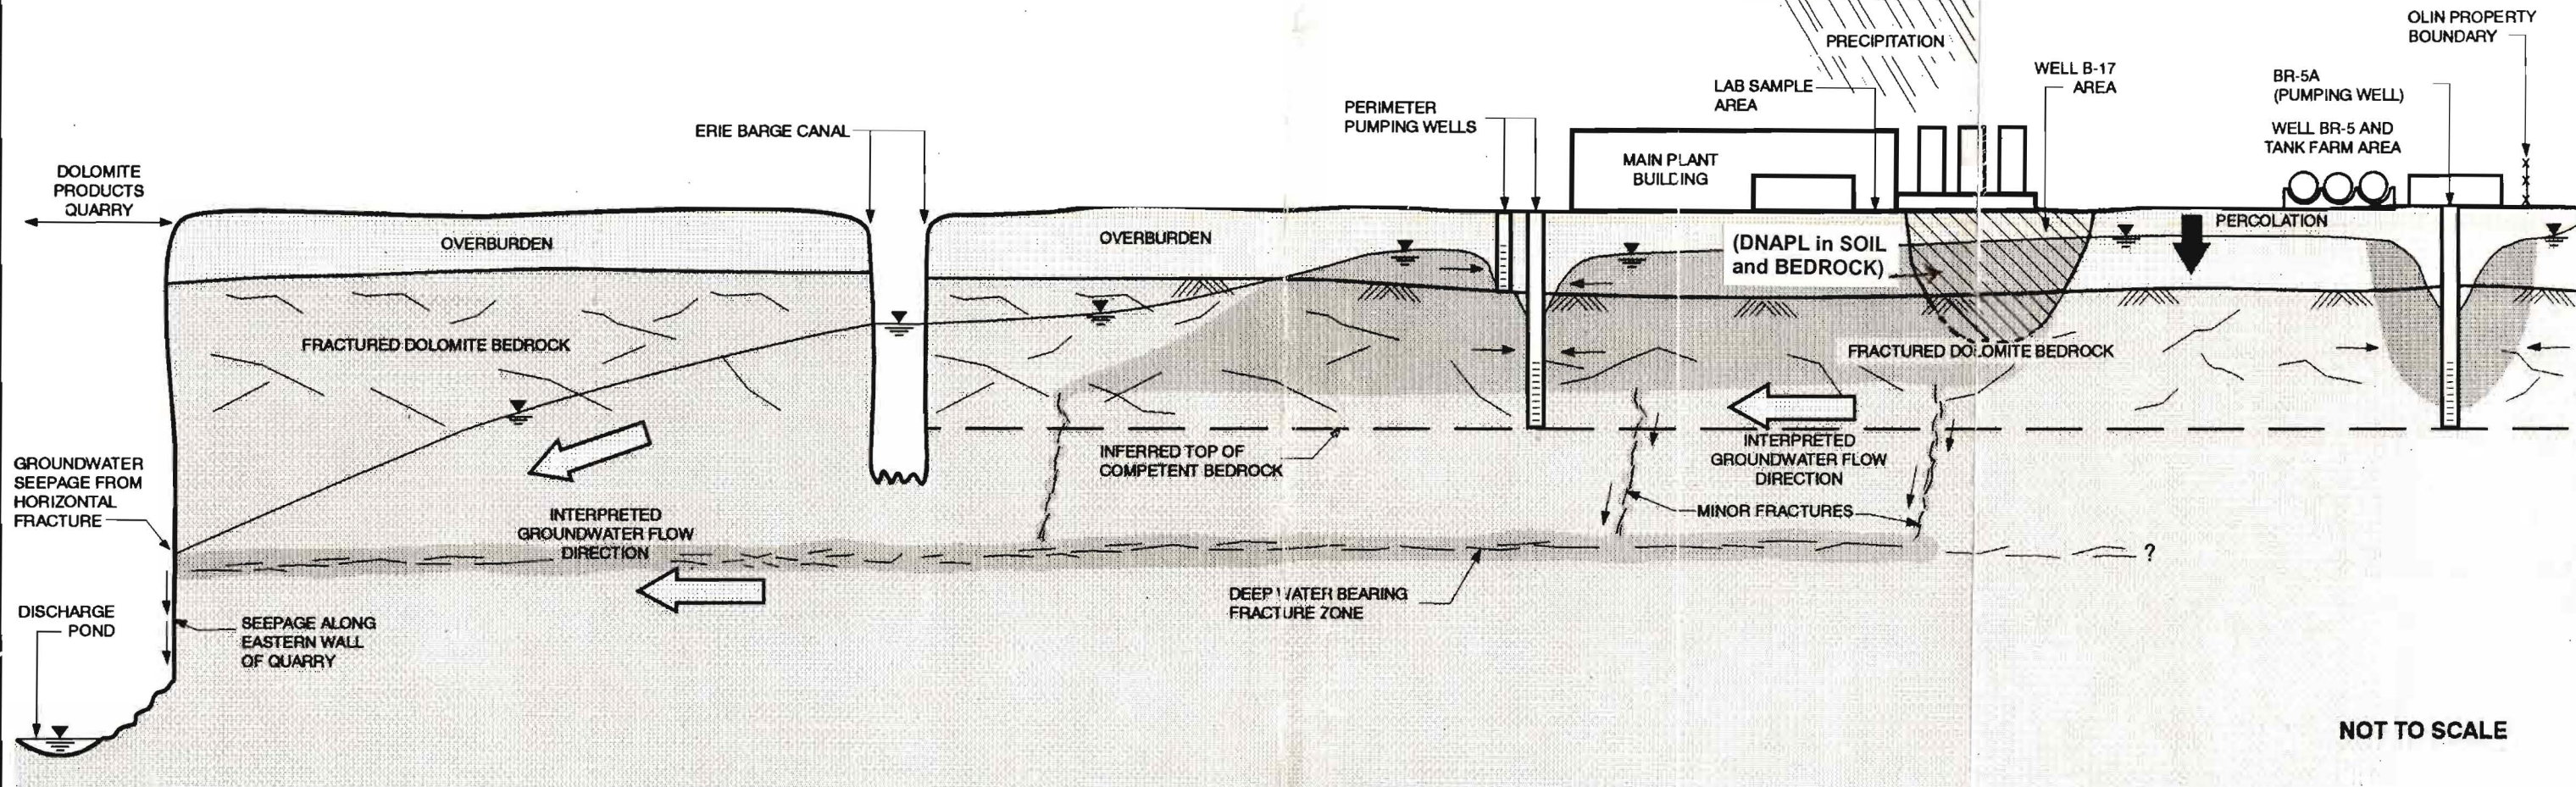 OLIN PROPERTY
BOUNDARY
PRECIPITATION
WELL B-17
AREA
LAB SAMPLE
AREA
BR-5A
(PUMPING WELL)
WELL BR-5 AND
TANK FARM AREA
PERIMETER
PUMPING WELLS
ERIE BARGE CANAL
MAIN PLANT
BUILDING
DOLOMITE
PRODUCTS
QUARRY
OVERBURDEN
OVERBURDEN
(DNAPL in SOIL
and BEDROCK)
PERCOLATION
FRACTURED DOLOMITE BEDROCK
FRACTURED DOLOMITE BEDROCK
GROUNDWATER
SEEPAGE FROM
HORIZONTAL
FRACTURE
INFERRED TOP OF
COMPETENT BEDROCK
INTERPRETED
GROUNDWATER FLOW
DIRECTION
MINOR FRACTURES
INTERPRETED
GROUNDWATER FLOW
DIRECTION
?
DEEP WATER BEARING
FRACTURE ZONE
DISCHARGE
POND
SEEPAGE ALONG
EASTERN WALL
OF QUARRY
NOT TO SCALE